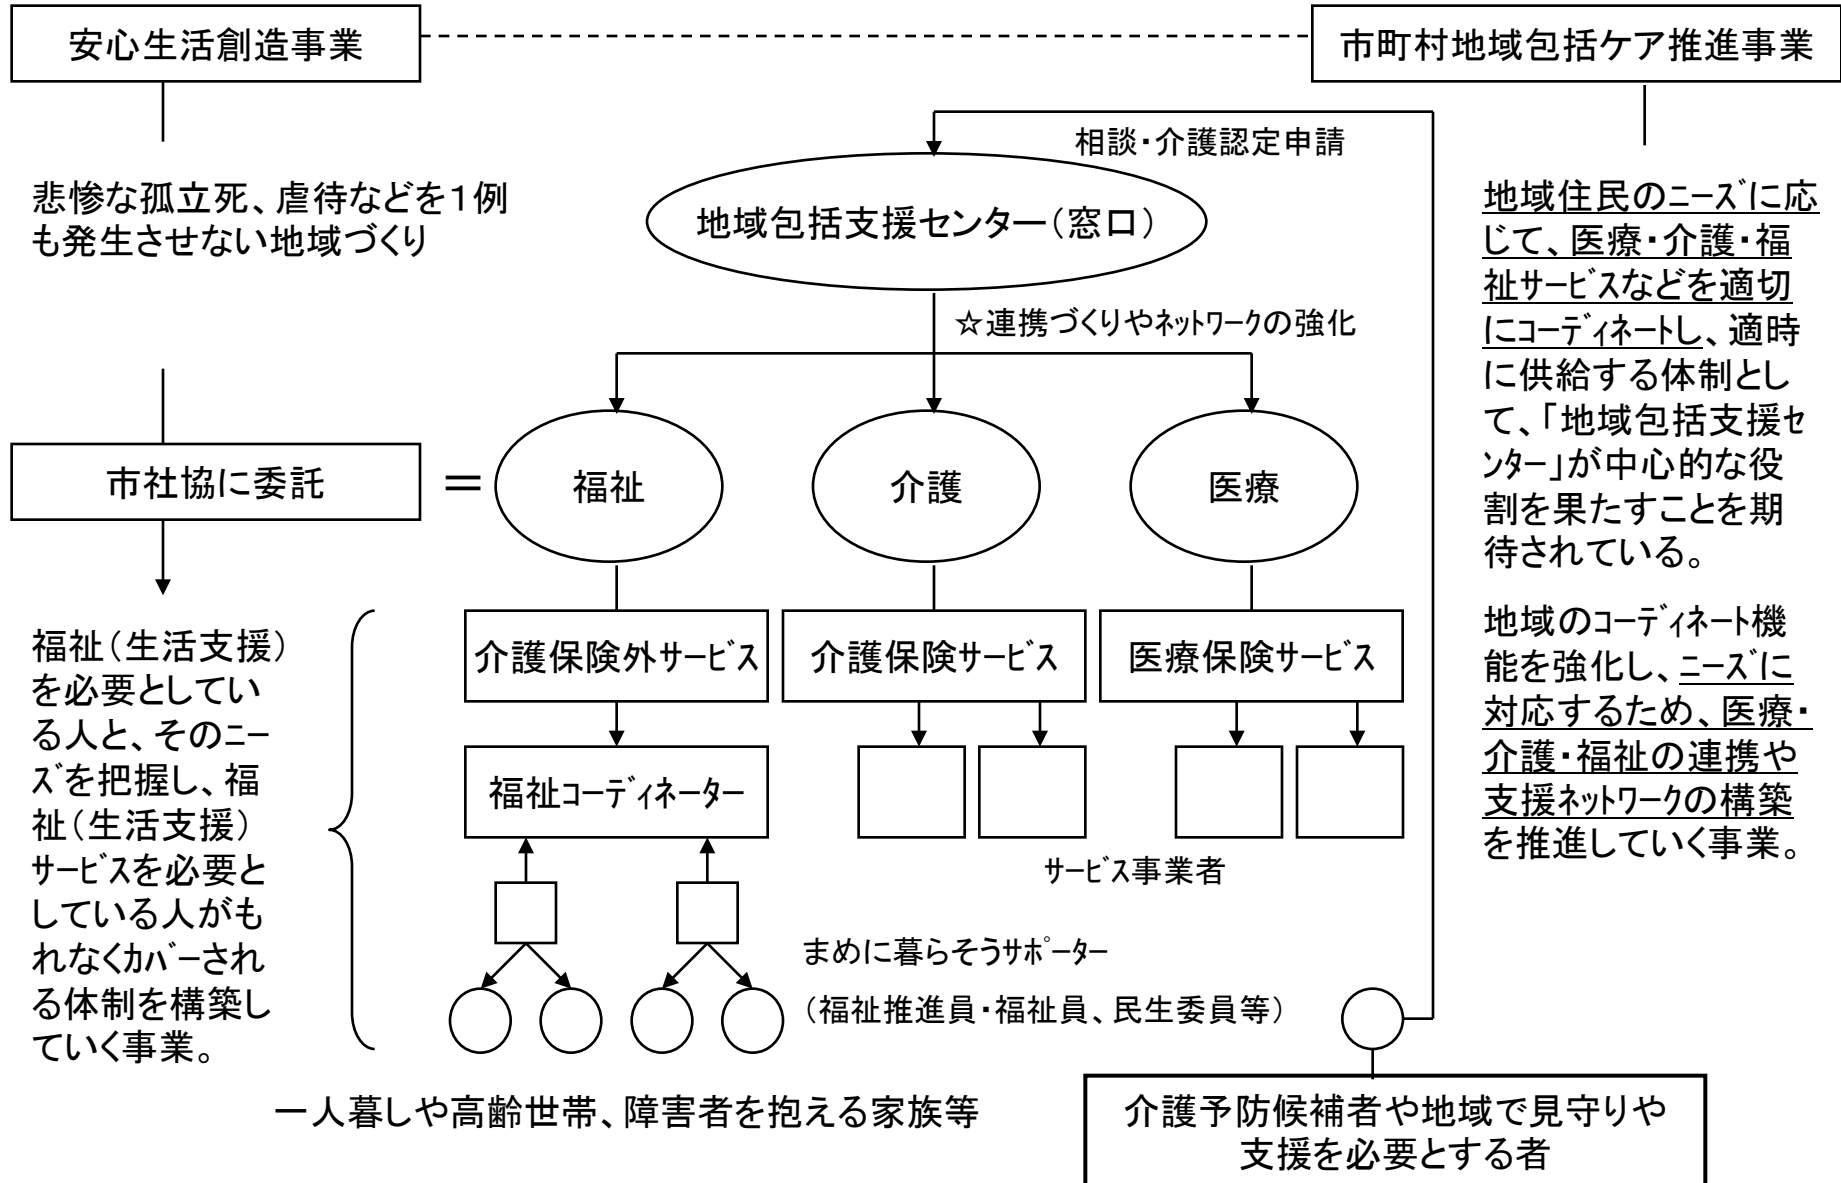 安心生活創造事業
市町村地域包括ケア推進事業
相談・介護認定申請
悲惨な孤立死、虐待などを1例
も発生させない地域づくり
地域包括支援センター(窓口)
☆連携づくりやネットワークの強化
地域住民のニーズに応
じて、医療・介護・福
祉サービスなどを適切
にコーディネートし、適時
に供給する体制とし
て、「地域包括支援セ
ンター」が中心的な役
割を果たすことを期
待されている。
地域のコーディネート機
能を強化し、ニーズに
対応するため、医療・
介護・福祉の連携や
支援ネットワークの構築
を推進していく事業。
市社協に委託
=
福祉
介護
医療
福祉(生活支援)
を必要としてい
る人と、そのニー
ズを把握し、福
祉(生活支援)
サービスを必要と
している人がも
れなくカバーされ
る体制を構築し
ていく事業。
介護保険外サービス
介護保険サービス
医療保険サービス
福祉コーディネーター
サービス事業者
まめに暮らそうサポーター
(福祉推進員・福祉員、民生委員等)
一人暮しや高齢世帯、障害者を抱える家族等
介護予防候補者や地域で見守りや
支援を必要とする者